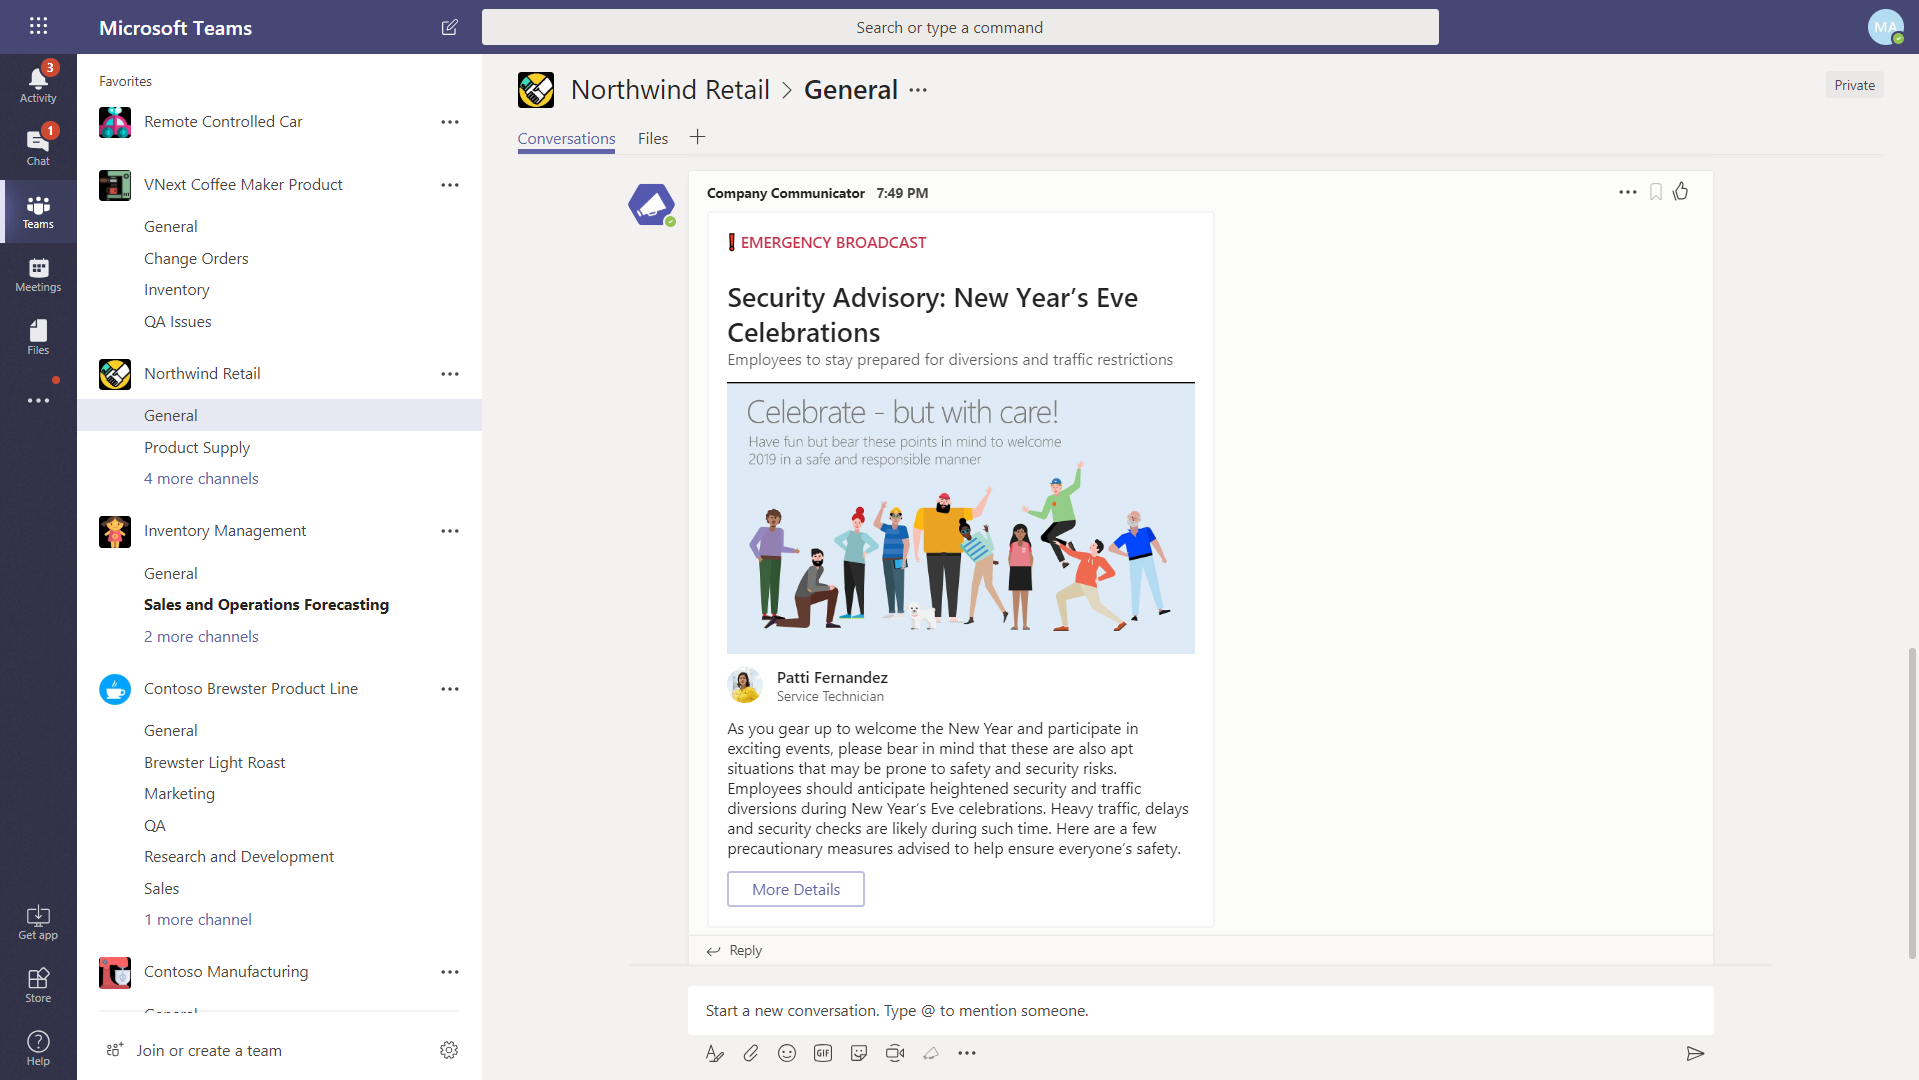 Microsoft Teams
Search or type a command
MA
3
Activity
1
Chat
Teams
Meetings
Files
Get app
Store
Help
Favorites
Remote Controlled Car
VNext Coffee Maker Product
General
Change Orders
Inventory
QA Issues
Northwind Retail
General
Product Supply
4 more channels
Inventory Management
General
Sales and Operations Forecasting
2 more channels
Contoso Brewster Product Line
General
Brewster Light Roast
Marketing
QA
Research and Development
Sales
1 more channel
Contoso Manufacturing
General
Join or create a team
Northwind Retail > General
Private
Conversations Files
Company Communicator 7:49 PM
❗EMERGENCY BROADCAST
Security Advisory: New Year’s Eve
Celebrations
Employees to stay prepared for diversions and traffic restrictions
Celebrate - but with care!
Have fun but bear these points in mind to welcome
2019 in a safe and responsible manner
Patti Fernandez
Service Technician
As you gear up to welcome the New Year and participate in
exciting events, please bear in mind that these are also apt
situations that may be prone to safety and security risks.
Employees should anticipate heightened security and traffic
diversions during New Year’s Eve celebrations. Heavy traffic, delays
and security checks are likely during such time. Here are a few
precautionary measures advised to help ensure everyone’s safety.
More Details
Reply
Start a new conversation. Type @ to mention someone.
GIF